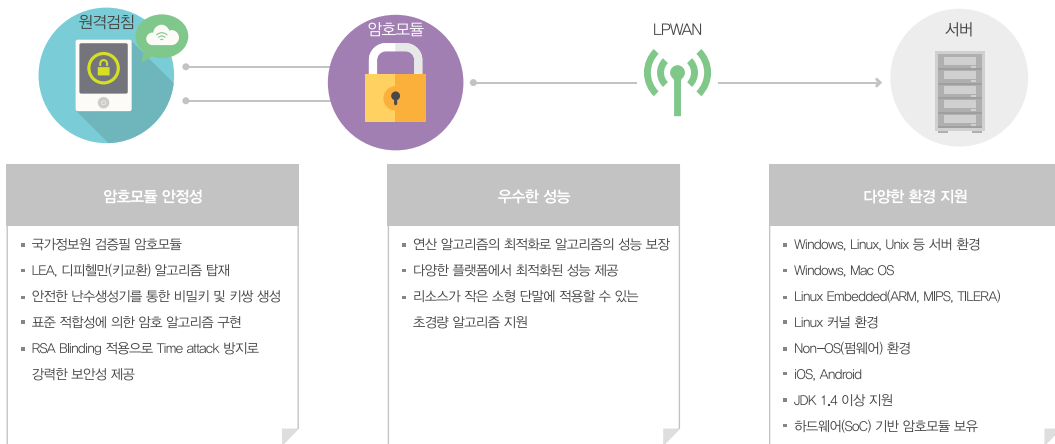 원격검침
암호모듈
LPWAN
서버
암호모듈 안정성
▪ 국가정보원 검증필 암호모듈
▪ LEA, 디피헬만(키교환) 알고리즘 탑재
▪ 안전한 난수생성기를 통한 비밀키 및 키쌍 생성
▪ 표준 적합성에 의한 암호 알고리즘 구현
▪ RSA Blinding 적용으로 Time attack 방지로
강력한 보안성 제공
우수한 성능
▪ 연산 알고리즘의 최적화로 알고리즘의 성능 보장
▪ 다양한 플랫폼에서 최적화된 성능 제공
▪ 리소스가 작은 소형 단말에 적용할 수 있는
초경량 알고리즘 지원
다양한 환경 지원
▪ Windows, Linux, Unix 등 서버 환경
▪ Windows, Mac OS
▪ Linux Embedded(ARM, MIPS, TILERA)
▪ Linux 커널 환경
▪ Non-OS(펌웨어) 환경
▪ iOS, Android
▪ JDK 1.4 이상 지원
▪ 하드웨어(SoC) 기반 암호모듈 보유